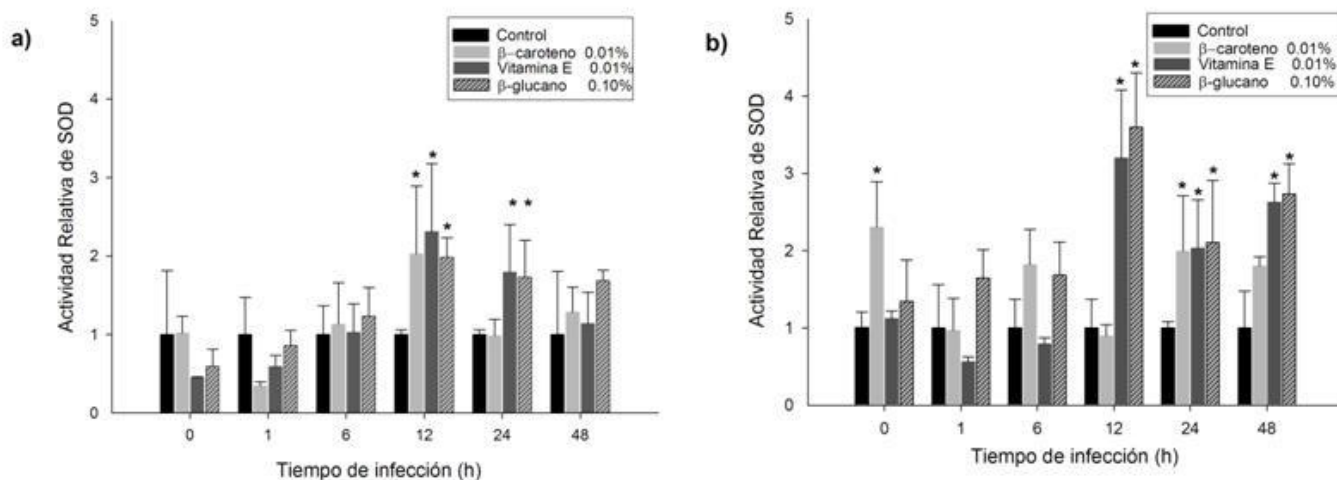 a)
Control
β–caroteno 0.01%
Vitamina E 0.01%
β-glucano 0.10%
Actividad Relativa de SOD
5
4
3
2
1
0
* * *
* *
0 1 6 12 24 48
Tiempo de infección (h)
b)
Control
β–caroteno 0.01%
Vitamina E 0.01%
β-glucano 0.10%
Actividad Relativa de SOD
5
4
3
2
1
0
*
* *
* * *
* *
0 1 6 12 24 48
Tiempo de infección (h)